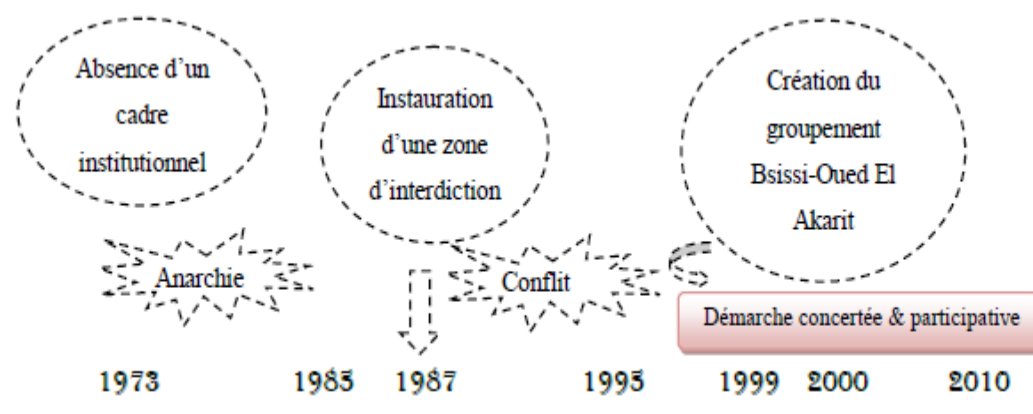 Absence d'un
cadre
institutionnel
Instauration
d'une zone
d'interdiction
Création du
groupement
Bsissi-Oued El
Akarit
Anarchie
Conflit
Démarche concertée & participative
1973 1985 1987 1995 1999 2000 2010